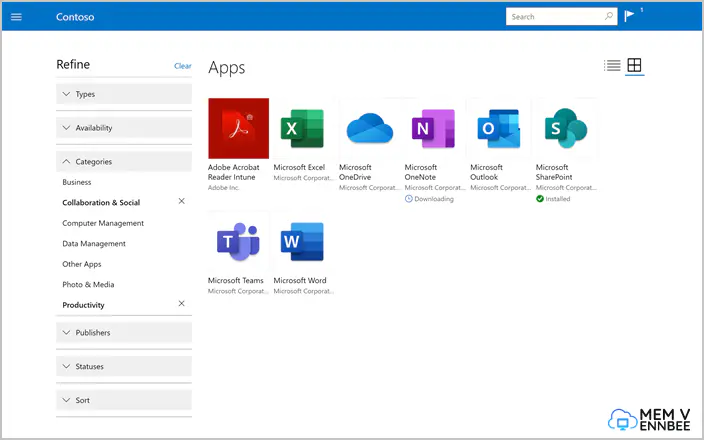 Contoso
Search
1
Refine
Clear
Types
Availability
Categories
Business
Collaboration & Social
Computer Management
Data Management
Other Apps
Photo & Media
Productivity
Publishers
Statuses
Sort
Apps
Adobe Acrobat
Reader Intune
Adobe Inc.
X
Microsoft Excel
Microsoft Corporat...
Microsoft
OneDrive
Microsoft Corporat...
N
Microsoft
OneNote
Microsoft Corporat...
Downloading
O
Microsoft
Outlook
Microsoft Corporat...
S
Microsoft
SharePoint
Microsoft Corporat...
Installed
T
Microsoft Teams
Microsoft Corporat...
W
Microsoft Word
Microsoft Corporat...
MEM V
ENNBEE